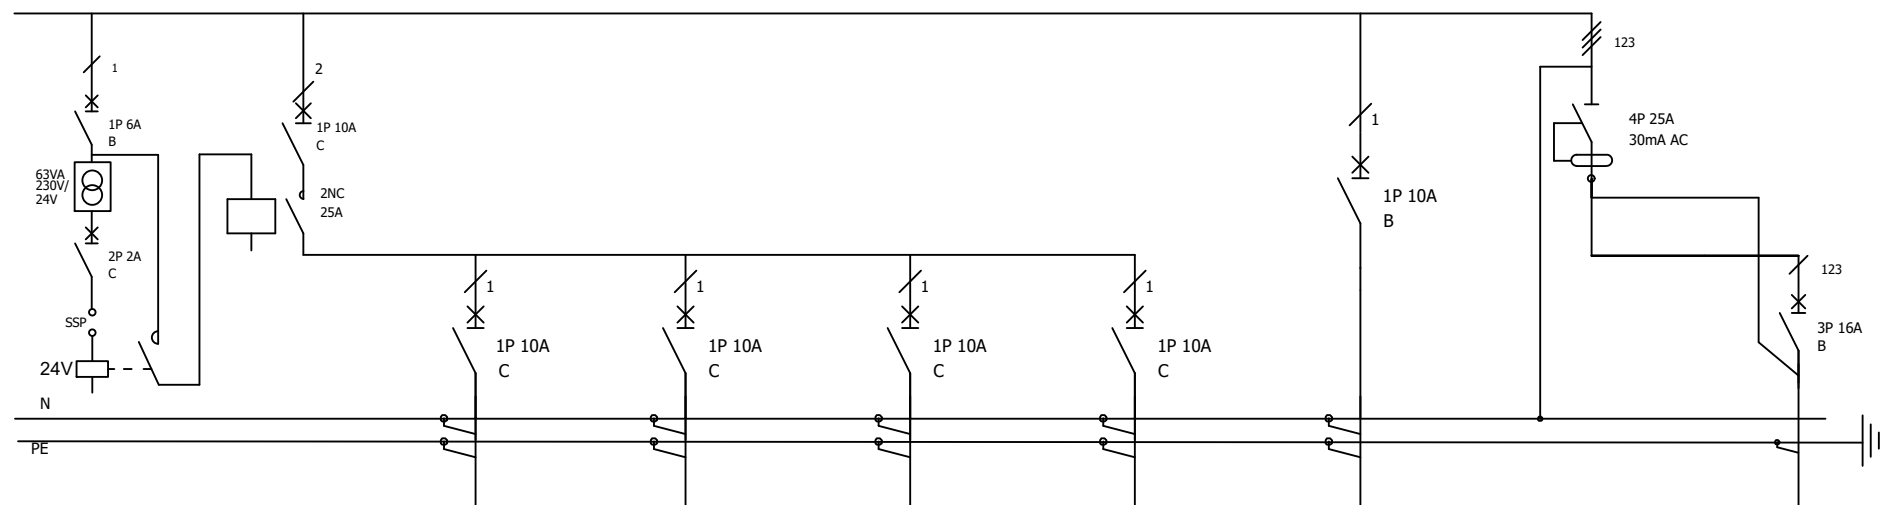 1
1P 6A
B
63VA
230V/
24V
2P 2A
C
SSP
24V
N
PE
2
1P 10A
C
2NC
25A
1
1P 10A
C
1
1P 10A
C
1
1P 10A
C
1
1P 10A
C
1
1P 10A
B
123
4P 25A
30mA AC
123
3P 16A
B